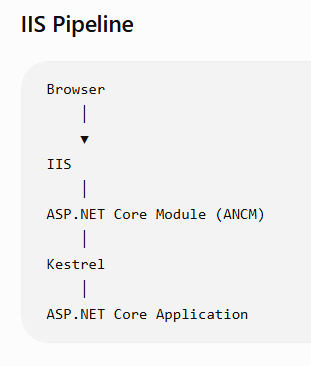 IIS Pipeline
Browser
│
▼
IIS
│
ASP.NET Core Module (ANCM)
│
Kestrel
│
ASP.NET Core Application